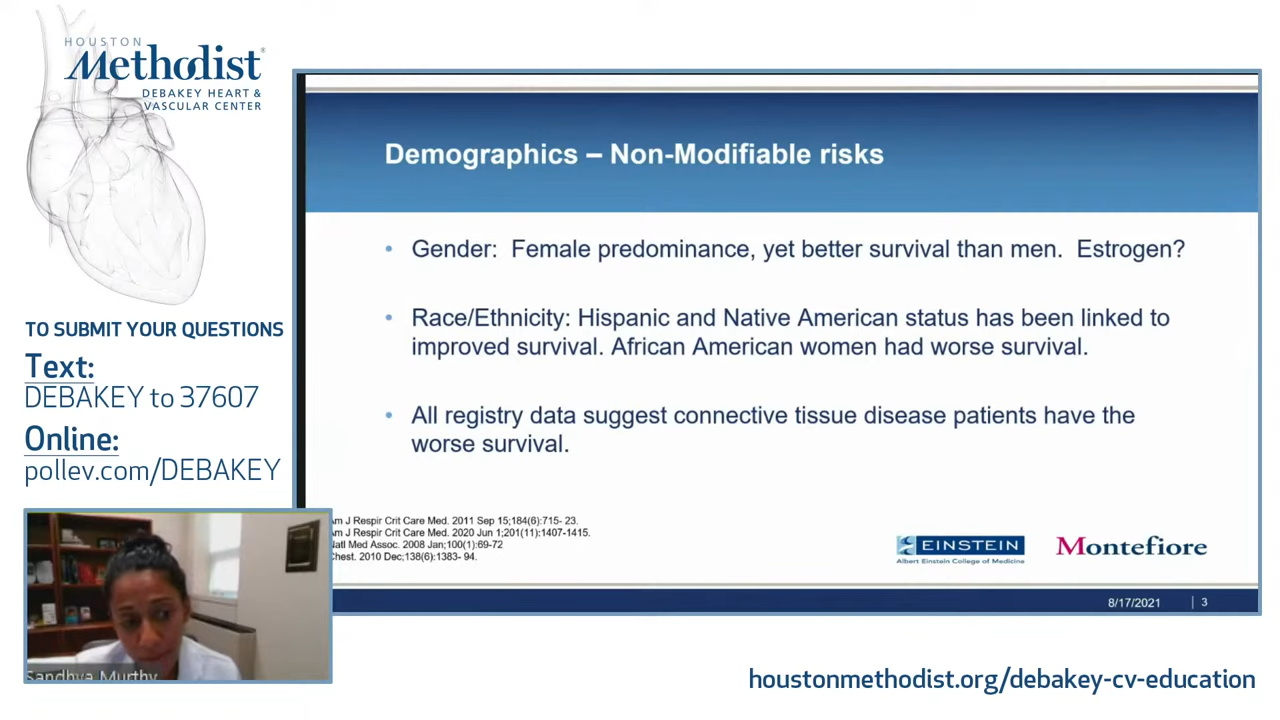 HOUSTON
Methodist®
DEBAKEY HEART &
VASCULAR CENTER
TO SUBMIT YOUR QUESTIONS
Text:
DEBAKEY to 37607
Online:
pollev.com/DEBAKEY
Sandhya Murthy
Demographics – Non-Modifiable risks
• Gender:  Female predominance, yet better survival than men.  Estrogen?
• Race/Ethnicity: Hispanic and Native American status has been linked to
improved survival. African American women had worse survival.
• All registry data suggest connective tissue disease patients have the
worse survival.
Am J Respir Crit Care Med. 2011 Sep 15;184(6):715- 23.
Am J Respir Crit Care Med. 2020 Jun 1;201(11):1407-1415.
Natl Med Assoc. 2008 Jan;100(1):69-72
Chest. 2010 Dec;138(6):1383- 94.
EINSTEIN
Albert Einstein College of Medicine
Montefiore
8/17/2021 | 3
houstonmethodist.org/debakey-cv-education